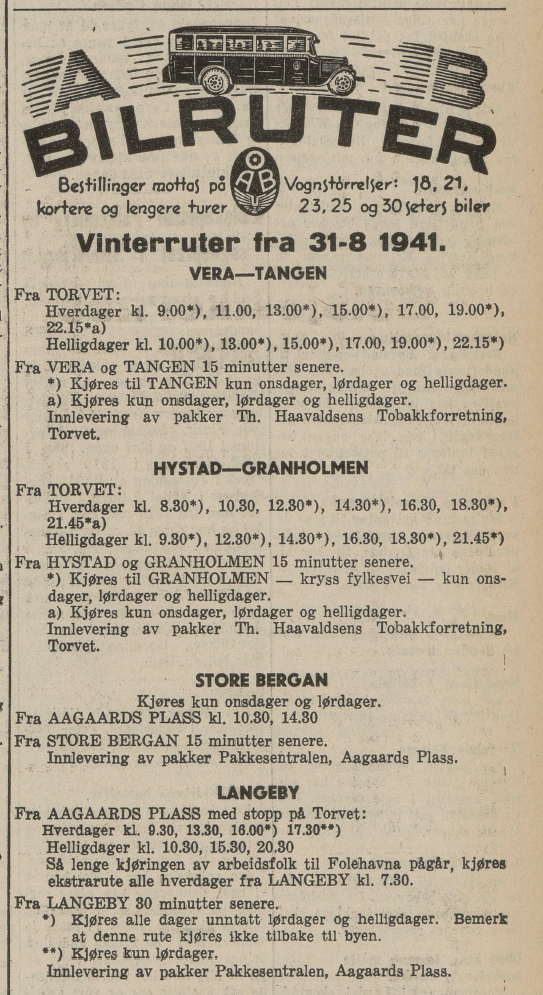 A B
BILRUTER
Bestillinger mottas på
kortere og lengere turer
OAB
Vognstörrelser: 18, 21,
23, 25 og 30 seters biler
Vinterruter fra 31-8 1941.
VERA—TANGEN
Fra TORVET:
Hverdager kl. 9.00*), 11.00, 13.00*), 15.00*), 17.00, 19.00*),
22.15*a)
Helligdager kl. 10.00*), 13.00*), 15.00*), 17.00, 19.00*), 22.15*)
Fra VERA og TANGEN 15 minutter senere.
*) Kjøres til TANGEN kun onsdager, lørdager og helligdager.
a) Kjøres kun onsdager, lørdager og helligdager.
Innlevering av pakker Th. Haavaldsens Tobakkforretning,
Torvet.
HYSTAD—GRANHOLMEN
Fra TORVET:
Hverdager kl. 8.30*), 10.30, 12.30*), 14.30*), 16.30, 18.30*),
21.45*a)
Helligdager kl. 9.30*), 12.30*), 14.30*), 16.30, 18.30*), 21.45*)
Fra HYSTAD og GRANHOLMEN 15 minutter senere.
*) Kjøres til GRANHOLMEN — kryss fylkesvei — kun ons-
dager, lørdager og helligdager.
a) Kjøres kun onsdager, lørdager og helligdager.
Innlevering av pakker Th. Haavaldsens Tobakkforretning,
Torvet.
STORE BERGAN
Kjøres kun onsdager og lørdager.
Fra AAGAARDS PLASS kl. 10.30, 14.30
Fra STORE BERGAN 15 minutter senere.
Innlevering av pakker Pakkesentralen, Aagaards Plass.
LANGEBY
Fra AAGAARDS PLASS med stopp på Torvet:
Hverdager kl. 9.30, 13.30, 16.00*) 17.30**)
Helligdager kl. 10.30, 15.30, 20.30
Så lenge kjøringen av arbeidsfolk til Folehavna pågår, kjøres
ekstrarute alle hverdager fra LANGEBY kl. 7.30.
Fra LANGEBY 30 minutter senere.
*) Kjøres alle dager unntatt lørdager og helligdager. Bemerk
at denne rute kjøres ikke tilbake til byen.
**) Kjøres kun lørdager.
Innlevering av pakker Pakkesentralen, Aagaards Plass.